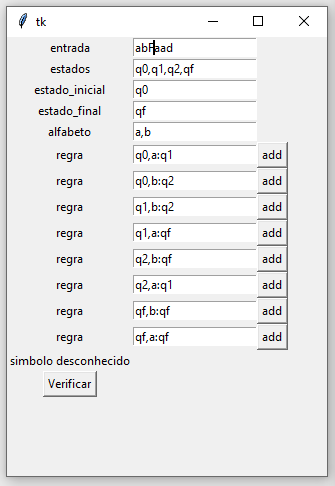 tk
entrada abFaad
estados q0,q1,q2,qf
estado_inicial q0
estado_final qf
alfabeto a,b
regra q0,a:q1 add
regra q0,b:q2 add
regra q1,b:q2 add
regra q1,a:qf add
regra q2,b:qf add
regra q2,a:q1 add
regra qf,b:qf add
regra qf,a:qf add
simbolo desconhecido
Verificar